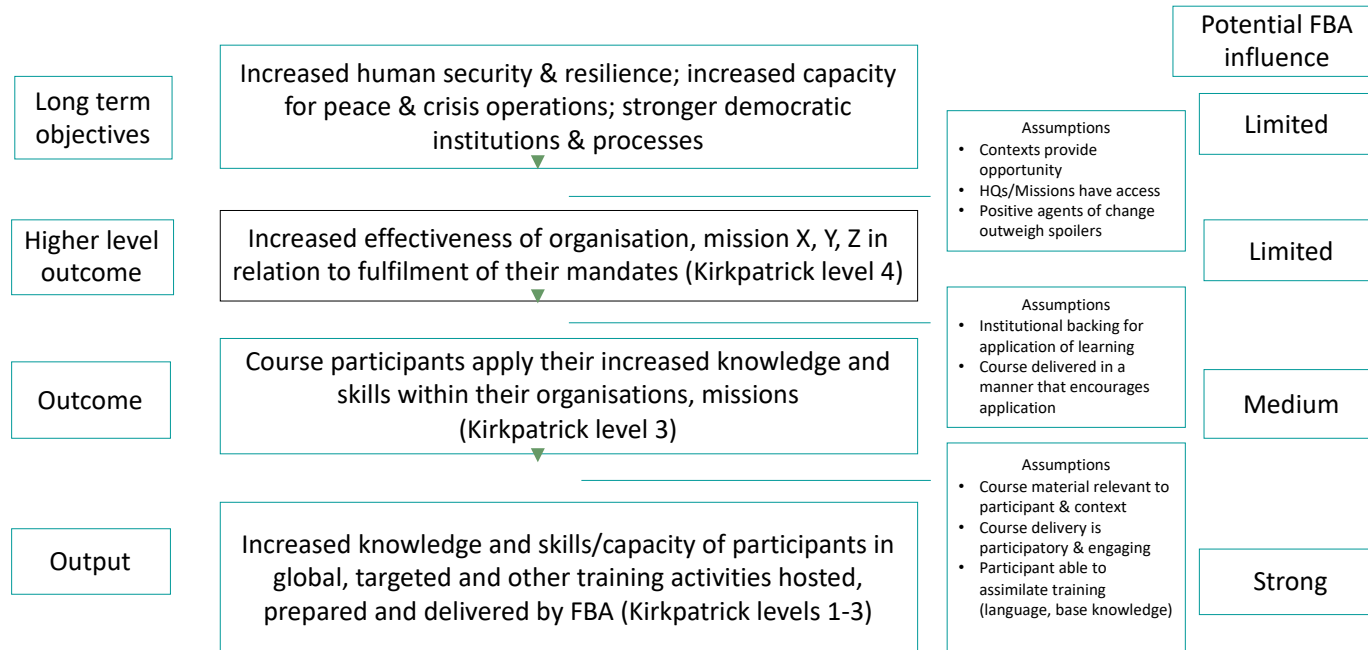 Potential FBA
influence
Long term
objectives
Increased human security & resilience; increased capacity
for peace & crisis operations; stronger democratic
institutions & processes
Limited
Assumptions
• Contexts provide
opportunity
• HQs/Missions have access
• Positive agents of change
outweigh spoilers
Higher level
outcome
Increased effectiveness of organisation, mission X, Y, Z in
relation to fulfilment of their mandates (Kirkpatrick level 4)
Limited
Assumptions
• Institutional backing for
application of learning
• Course delivered in a
manner that encourages
application
Outcome
Course participants apply their increased knowledge and
skills within their organisations, missions
(Kirkpatrick level 3)
Medium
Assumptions
• Course material relevant to
participant & context
• Course delivery is
participatory & engaging
• Participant able to
assimilate training
(language, base knowledge)
Output
Increased knowledge and skills/capacity of participants in
global, targeted and other training activities hosted,
prepared and delivered by FBA (Kirkpatrick levels 1-3)
Strong